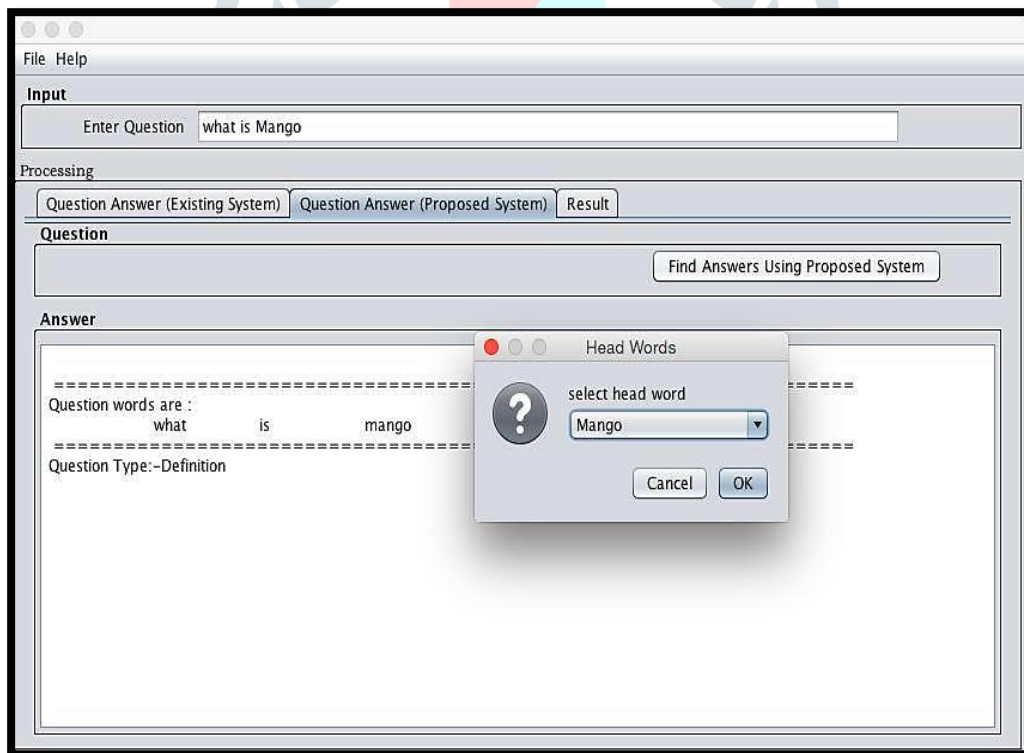 File Help
Input
Enter Question what is Mango
Processing
Question Answer (Existing System) Question Answer (Proposed System) Result
Question
Find Answers Using Proposed System
Answer
Head Words
select head word
Mango
Cancel OK
================================================================
Question words are :
what is mango
================================================================
Question Type:-Definition